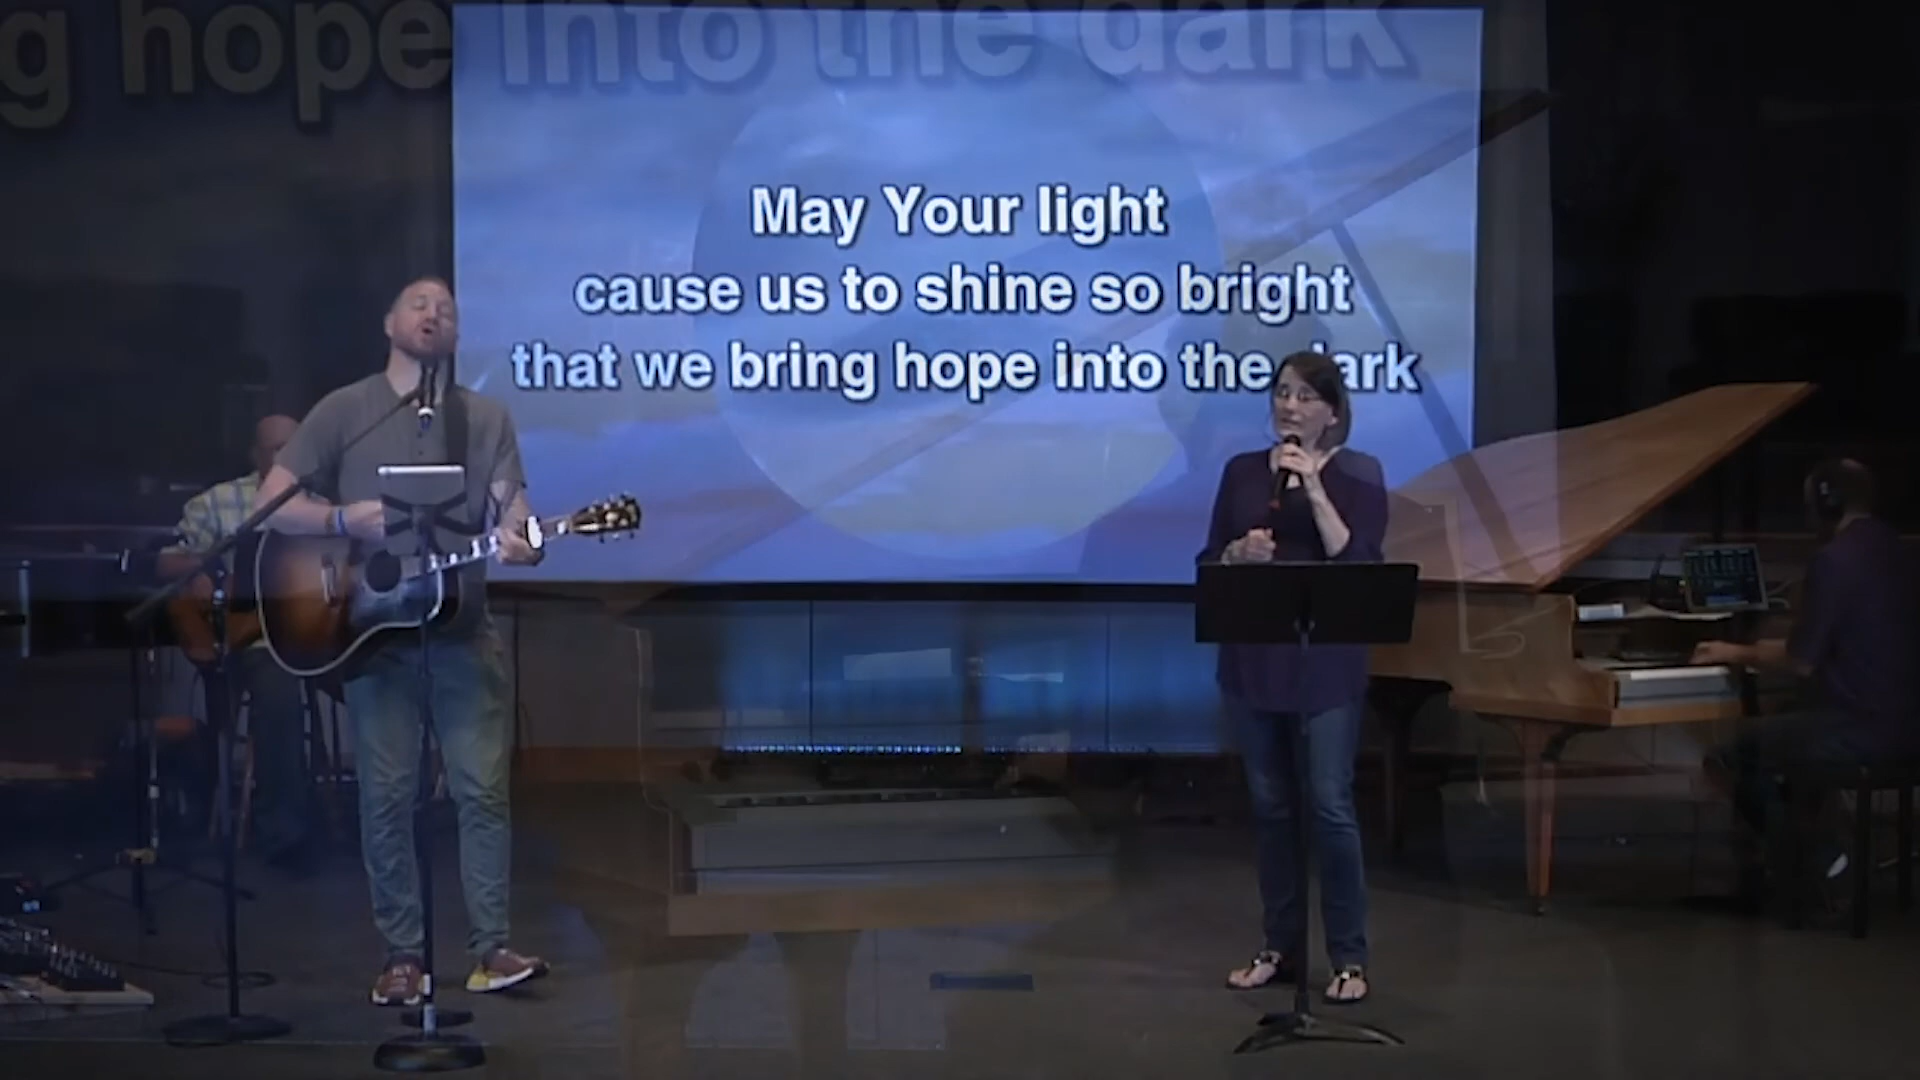 g hope into the dark
May Your light
cause us to shine so bright
that we bring hope into the dark